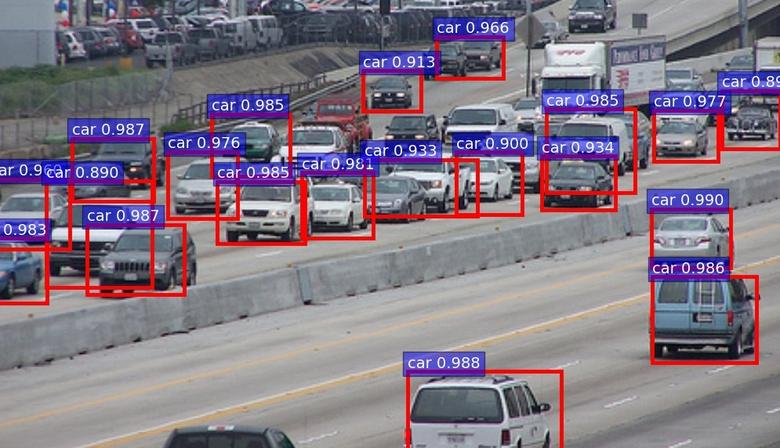 car 0.966
car 0.913
car 0.89
car 0.985
car 0.985
car 0.977
car 0.987
car 0.976
car 0.933
car 0.900
car 0.934
car 0.981
car 0.960
car 0.890
car 0.985
car 0.987
0.983
car 0.990
car 0.986
car 0.988